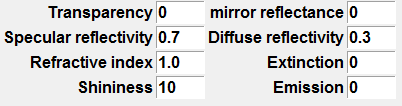 Transparency 0 mirror reflectance 0
Specular reflectivity 0.7 Diffuse reflectivity 0.3
Refractive index 1.0 Extinction 0
Shininess 10 Emission 0